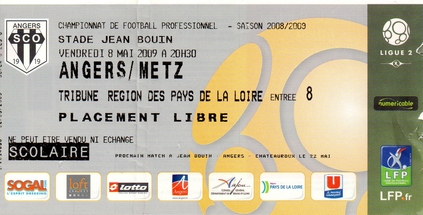 ANGERS
SCO
1919
CHAMPIONNAT DE FOOTBALL PROFESSIONNEL - SAISON 2008/2009
STADE JEAN BOUIN
VENDREDI 8 MAI 2009 A 20H30
ANGERS/METZ
TRIBUNE REGION DES PAYS DE LA LOIRE ENTREE 8
PLACEMENT LIBRE
NE PEUT ETRE VENDU NI ECHANGE
SCOLAIRE
PROCHAIN MATCH A JEAN BOUIN : ANGERS - CHATEAUROUX LE 22 MAI
LIGUE 2
numericable
SOGAL
lotto
Angers
PAYS DE LA LOIRE
U
LFP
LFP.fr